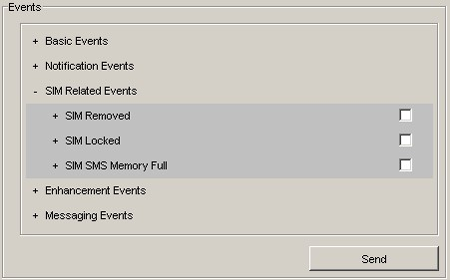 Events
+ Basic Events
+ Notification Events
- SIM Related Events
+ SIM Removed
+ SIM Locked
+ SIM SMS Memory Full
+ Enhancement Events
+ Messaging Events
Send